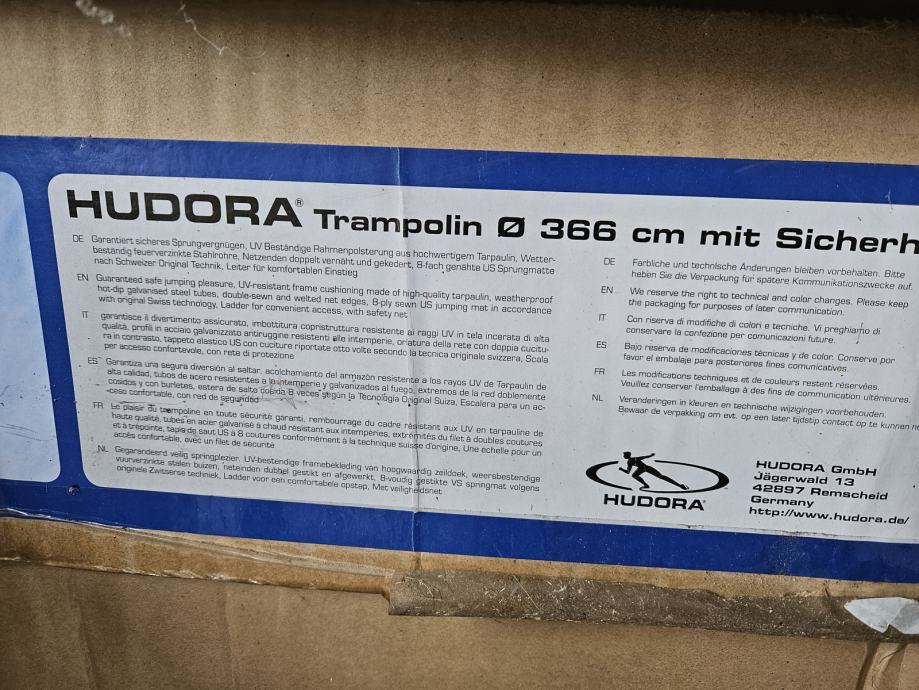 HUDORA® Trampolin Ø 366 cm mit Sicherh
DE Garantiert sicheres Sprungvergnügen, UV Beständige Rahmenpolsterung aus hochwertigem Tarpaulin, Wetter-
beständig feuerverzinkte Stahlrohre, Netzenden doppelt vernäht und gekedert, 8-fach genähte US Sprungmatte
nach Schweizer Original Technik, Leiter für komfortablen Einstieg
EN Guaranteed safe jumping pleasure, UV-resistant frame cushioning made of high-quality tarpaulin, weatherproof
hot-dip galvanised steel tubes, double-sewn and welted net edges, 8-ply sewn US jumping mat in accordance
with original Swiss technology, Ladder for convenient access, with safety net
IT garantisce il divertimento assicurato, imbottitura copristruttura resistente ai raggi UV in tela incerata di alta
qualità, profili in acciaio galvanizzato antiruggine resistenti alle intemperie, orlatura della rete con doppia cucitu-
ra in contrasto, tappeto elastico US con cuciture riportate otto volte secondo la tecnica originale svizzera, Scala
per accesso confortevole, con rete di protezione
ES Garantiza una segura diversión al saltar, acolchamiento del armazón resistente a los rayos UV de Tarpaulin de
alta calidad, tubos de acero resistentes a la intemperie y galvanizados al fuego, extremos de la red doblemente
cosidos y con burletes, estera de salto cosida 8 veces según la Tecnología Original Suiza, Escalera para un ac-
ceso confortable, con red de seguridad
FR Le plaisir du trempoline en toute sécurité garanti, rembourrage du cadre résistant aux UV en tarpauline de
haute qualité, tubes en acier galvanisé à chaud résistant aux intempéries, extrémités du filet à doubles coutures
et à trépointe, tapis de saut US à 8 coutures conformément à la technique suisse d'origine, Une échelle pour un
accès confortable, avec un filet de sécurité
NL Gegarandeerd veilig springplezier. UV-bestendige framebekleding van hoogwaardig zeildoek, weersbestendige
vuurverzinkte stalen buizen, neteinden dubbel gestikt en afgewerkt, 8-voudig gestikte VS springmat volgens
originele Zwitserse techniek, Ladder voor een comfortabele opstap, Met veiligheidsnet
DE Farbliche und technische Änderungen bleiben vorbehalten. Bitte
heben Sie die Verpackung für spätere Kommunikationszwecke auf.
EN We reserve the right to technical and color changes. Please keep
the packaging for purposes of later communication.
IT Con riserva di modifiche di colori e tecniche. Vi preghiamo di
conservare la confezione per comunicazioni future.
ES Bajo reserva de modificaciones técnicas y de color. Conserve por
favor el embalaje para posteriores fines comunicativos.
FR Les modifications techniques et de couleurs restent réservées.
Veuillez conserver l'emballage à des fins de communication ultérieures.
NL Veranderingen in kleuren en technische wijzigingen voorbehouden.
Bewaar de verpakking om evt. op een later tijdstip contact op te kunnen ne
HUDORA®
HUDORA GmbH
Jägerwald 13
42897 Remscheid
Germany
http://www.hudora.de/